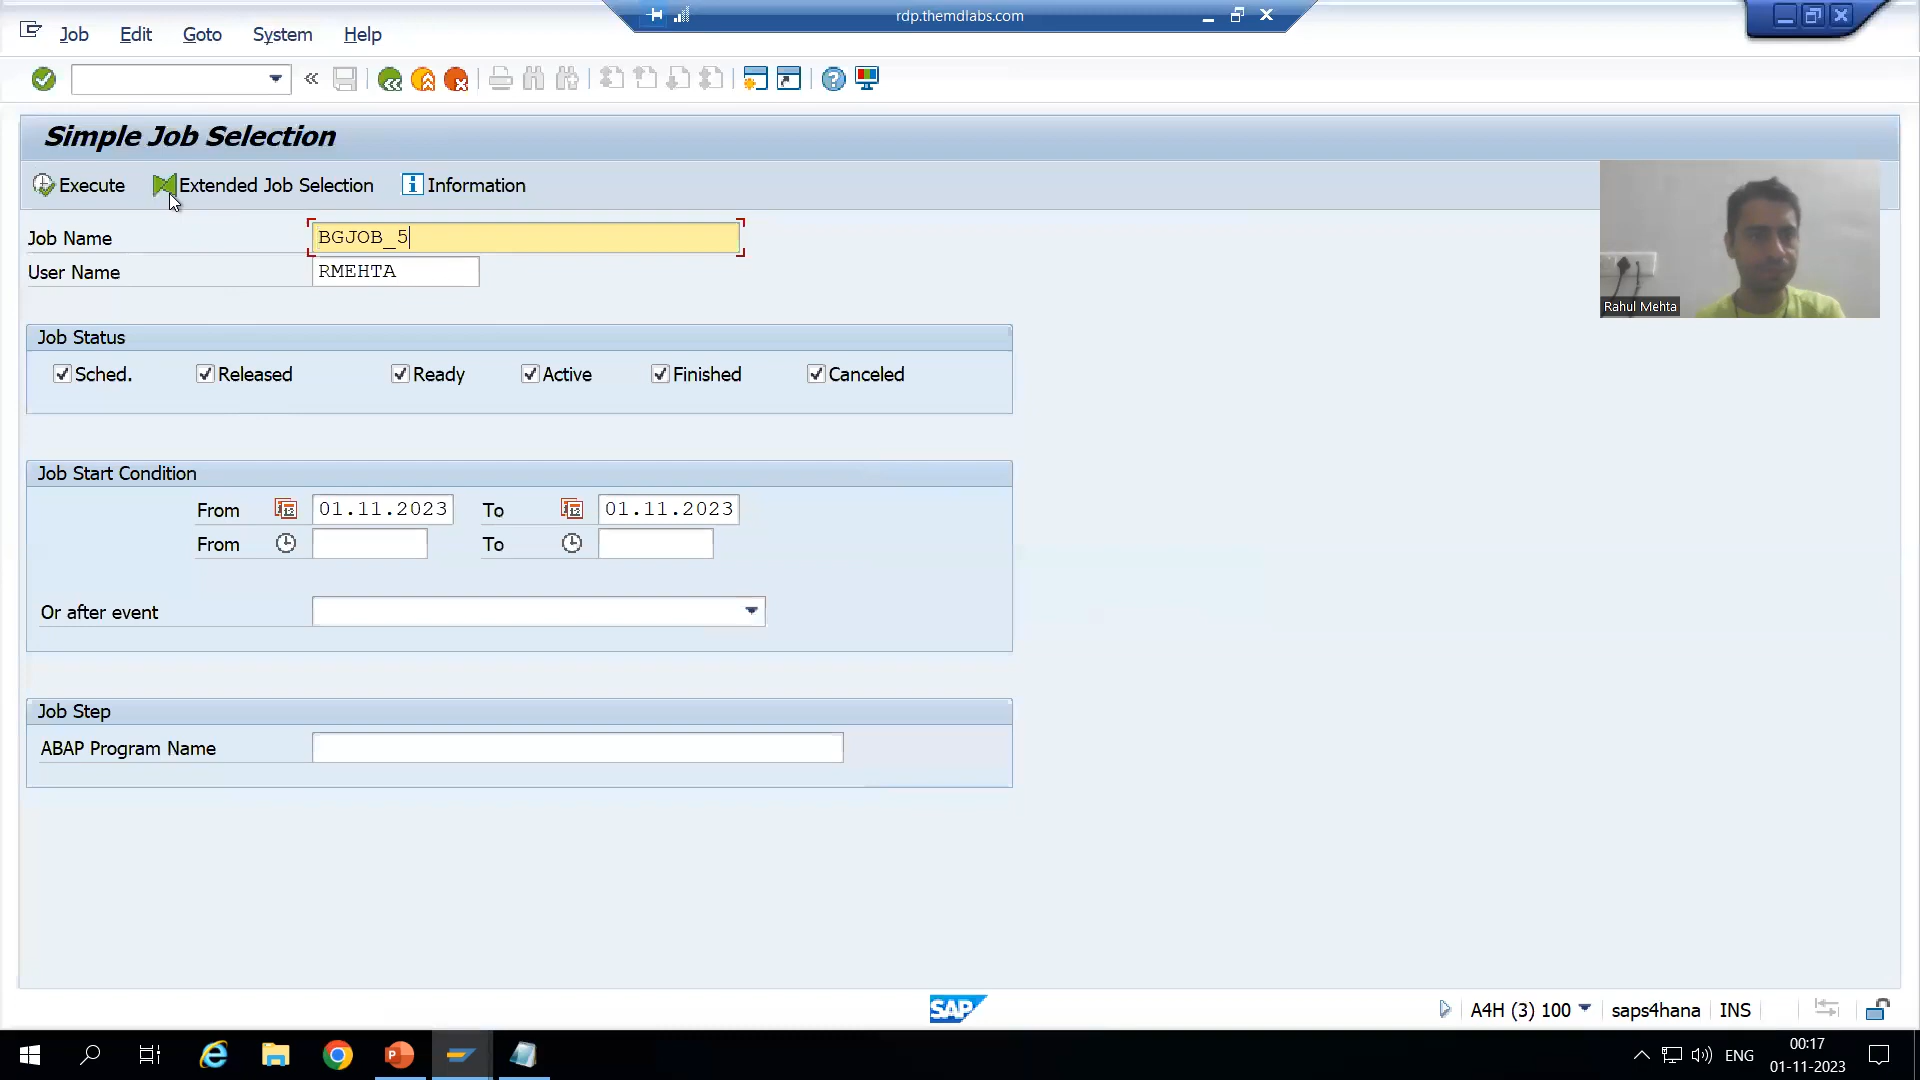 rdp.themdlabs.com
Job Edit Goto System Help
Simple Job Selection
Execute Extended Job Selection Information
Job Name BGJOB_5
User Name RMEHTA
Rahul Mehta
Job Status
Sched. Released Ready Active Finished Canceled
Job Start Condition
From 01.11.2023 To 01.11.2023
From To
Or after event
Job Step
ABAP Program Name
SAP A4H (3) 100 saps4hana INS
ENG 00:17
01-11-2023